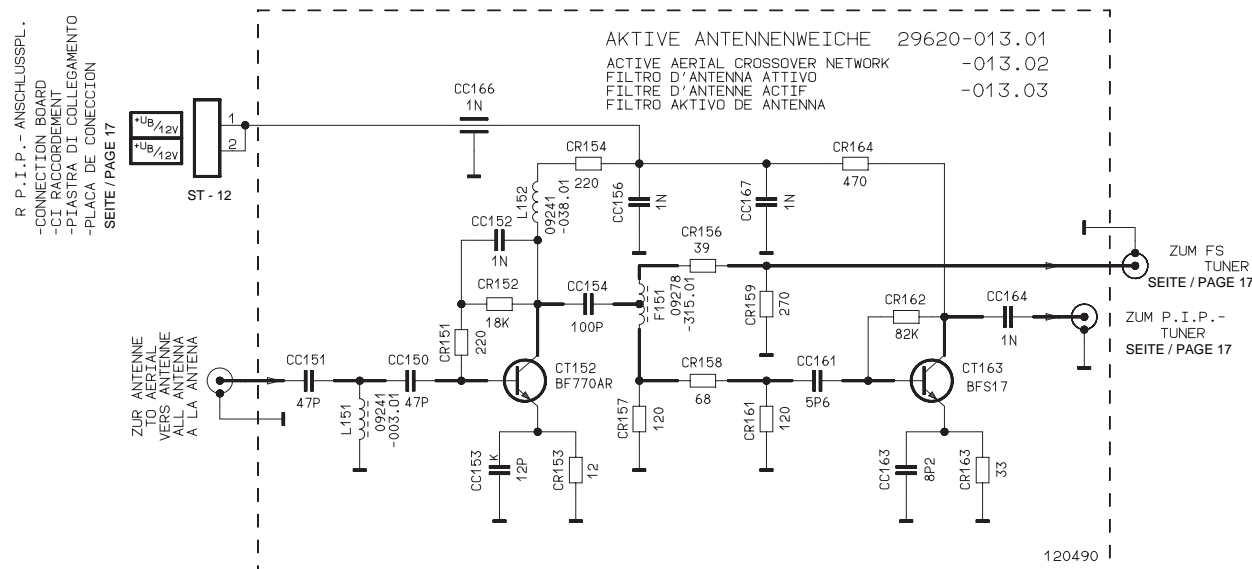 R P.I.P.- ANSCHLUSSPL.
-CONNECTION BOARD
-CI RACCORDEMENT
-PIASTRA DI COLLEGAMENTO
-PLACA DE CONECCION
SEITE / PAGE 17
+UB/12V
+UB/12V
1
2
ST - 12
AKTIVE ANTENNENWEICHE 29620-013.01
ACTIVE AERIAL CROSSOVER NETWORK -013.02
FILTRO D'ANTENNA ATTIVO
FILTRE D'ANTENNE ACTIF -013.03
FILTRO AKTIVO DE ANTENNA
CC166
1N
CR154
220
L152
09241
-038.01
CC156
1N
CC167
1N
CR164
470
CC152
1N
CR152
18K
CR151
220
CC154
100P
F151
09278
-315.01
CR156
39
CR159
270
CR162
82K
CC164
1N
ZUM FS
TUNER
SEITE / PAGE 17
ZUM P.I.P.-
TUNER
SEITE / PAGE 17
ZUR ANTENNE
TO AERIAL
VERS ANTENNE
ALL ANTENNA
A LA ANTENA
CC151
47P
L151
09241
-003.01
CC150
47P
CT152
BF770AR
CC153
K
12P
CR153
12
CR157
120
CR158
68
CR161
120
CC161
5P6
CT163
BFS17
CC163
8P2
CR163
33
120490